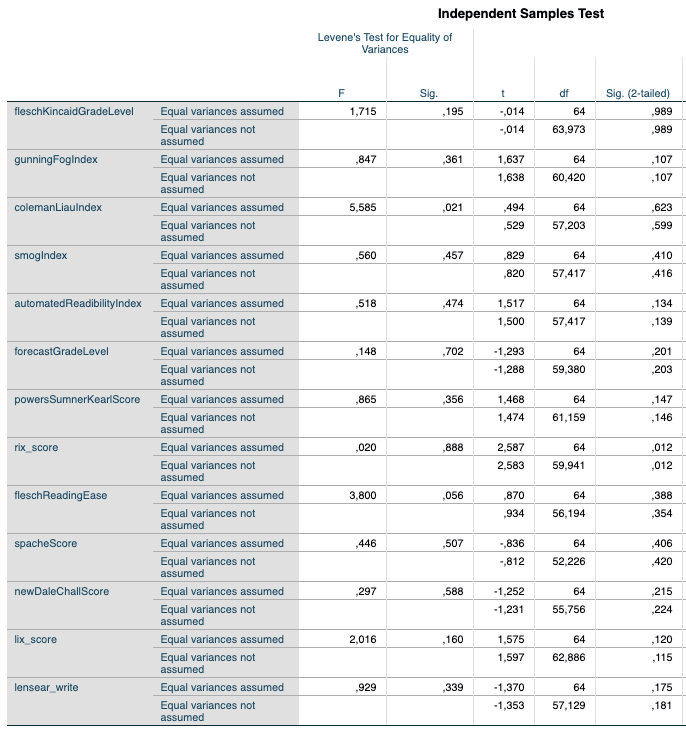 Independent Samples Test
Levene's Test for Equality of
Variances
F Sig. t df Sig. (2-tailed)
fleschKincaidGradeLevel Equal variances assumed 1,715 ,195 -,014 64 ,989
Equal variances not assumed -,014 63,973 ,989
gunningFogIndex Equal variances assumed ,847 ,361 1,637 64 ,107
Equal variances not assumed 1,638 60,420 ,107
colemanLiauIndex Equal variances assumed 5,585 ,021 ,494 64 ,623
Equal variances not assumed ,529 57,203 ,599
smogIndex Equal variances assumed ,560 ,457 ,829 64 ,410
Equal variances not assumed ,820 57,417 ,416
automatedReadibilityIndex Equal variances assumed ,518 ,474 1,517 64 ,134
Equal variances not assumed 1,500 57,417 ,139
forecastGradeLevel Equal variances assumed ,148 ,702 -1,293 64 ,201
Equal variances not assumed -1,288 59,380 ,203
powersSumnerKearlScore Equal variances assumed ,865 ,356 1,468 64 ,147
Equal variances not assumed 1,474 61,159 ,146
rix_score Equal variances assumed ,020 ,888 2,587 64 ,012
Equal variances not assumed 2,583 59,941 ,012
fleschReadingEase Equal variances assumed 3,800 ,056 ,870 64 ,388
Equal variances not assumed ,934 56,194 ,354
spacheScore Equal variances assumed ,446 ,507 -,836 64 ,406
Equal variances not assumed -,812 52,226 ,420
newDaleChallScore Equal variances assumed ,297 ,588 -1,252 64 ,215
Equal variances not assumed -1,231 55,756 ,224
lix_score Equal variances assumed 2,016 ,160 1,575 64 ,120
Equal variances not assumed 1,597 62,886 ,115
lensear_write Equal variances assumed ,929 ,339 -1,370 64 ,175
Equal variances not assumed -1,353 57,129 ,181